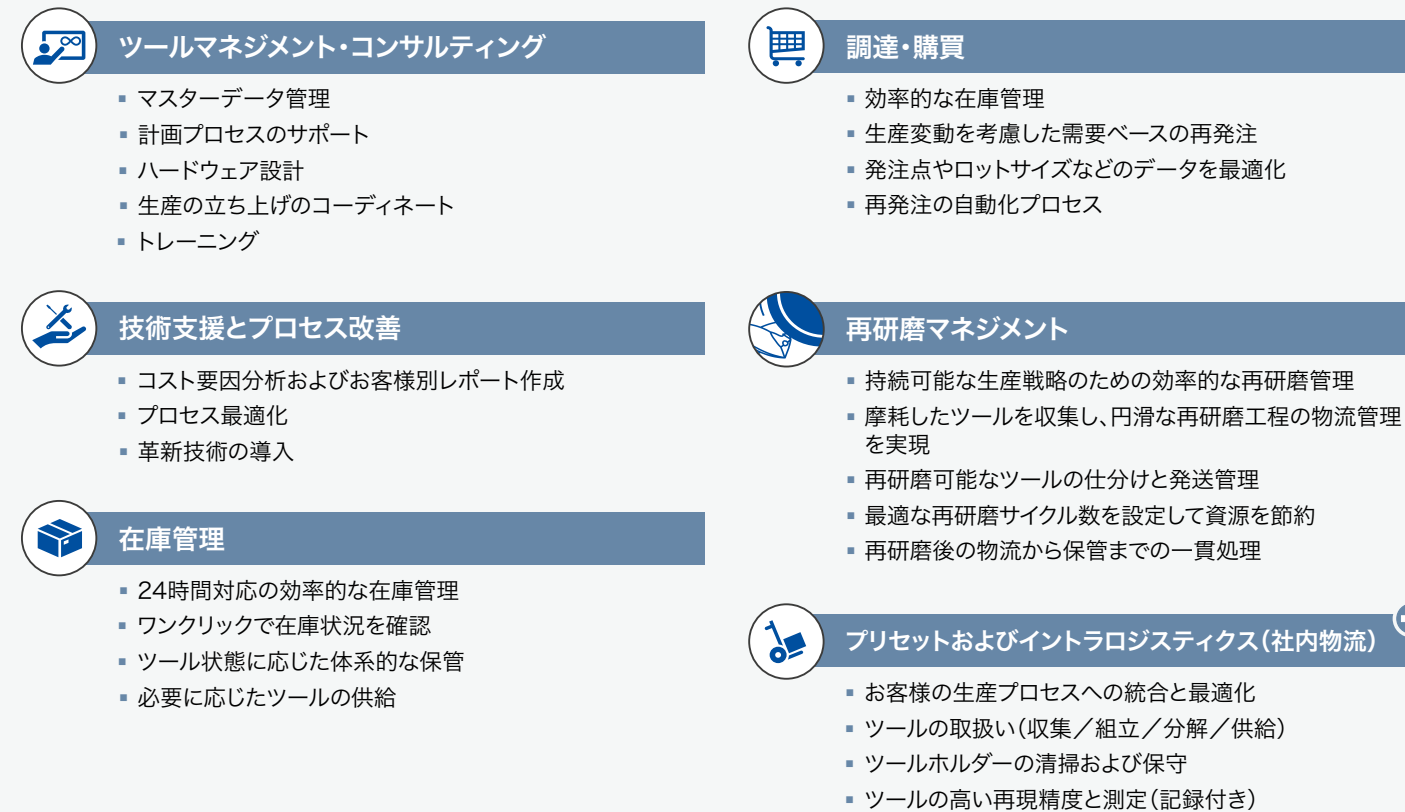 ツールマネジメント・コンサルティング
▪ マスターデータ管理
▪ 計画プロセスのサポート
▪ ハードウェア設計
▪ 生産の立ち上げのコーディネート
▪ トレーニング
技術支援とプロセス改善
▪ コスト要因分析およびお客様別レポート作成
▪ プロセス最適化
▪ 革新技術の導入
在庫管理
▪ 24時間対応の効率的な在庫管理
▪ ワンクリックで在庫状況を確認
▪ ツール状態に応じた体系的な保管
▪ 必要に応じたツールの供給
調達・購買
▪ 効率的な在庫管理
▪ 生産変動を考慮した需要ベースの再発注
▪ 発注点やロットサイズなどのデータを最適化
▪ 再発注の自動化プロセス
再研磨マネジメント
▪ 持続可能な生産戦略のための効率的な再研磨管理
▪ 摩耗したツールを収集し、円滑な再研磨工程の物流管理
を実現
▪ 再研磨可能なツールの仕分けと発送管理
▪ 最適な再研磨サイクル数を設定して資源を節約
▪ 再研磨後の物流から保管までの一貫処理
プリセットおよびイントラロジスティクス(社内物流)
▪ お客様の生産プロセスへの統合と最適化
▪ ツールの取扱い(収集/組立/分解/供給)
▪ ツールホルダーの清掃および保守
▪ ツールの高い再現精度と測定(記録付き)